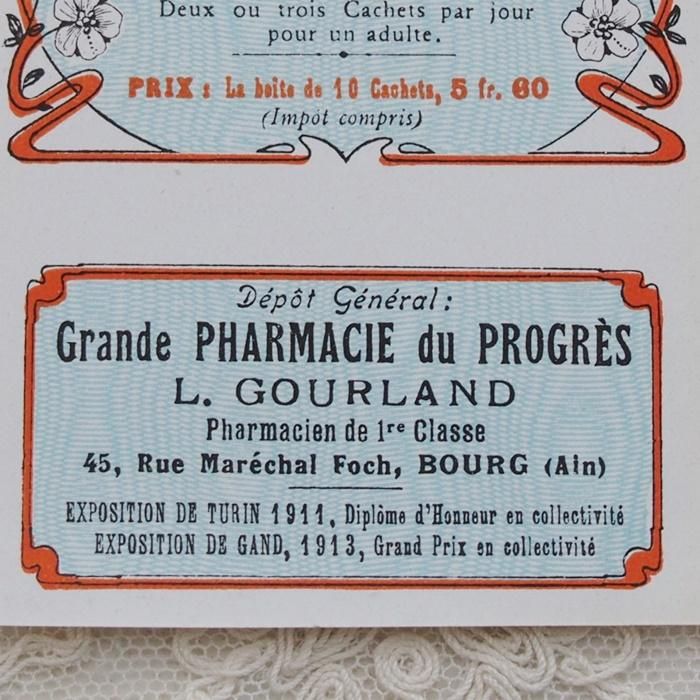 Deux ou trois Cachets par jour
pour un adulte.
PRIX : La boite de 10 Cachets, 5 fr. 60
(Impôt compris)
Dépôt Général :
Grande PHARMACIE du PROGRÈS
L. GOURLAND
Pharmacien de 1re Classe
45, Rue Maréchal Foch, BOURG (Ain)
EXPOSITION DE TURIN 1911, Diplôme d'Honneur en collectivité
EXPOSITION DE GAND, 1913, Grand Prix en collectivité